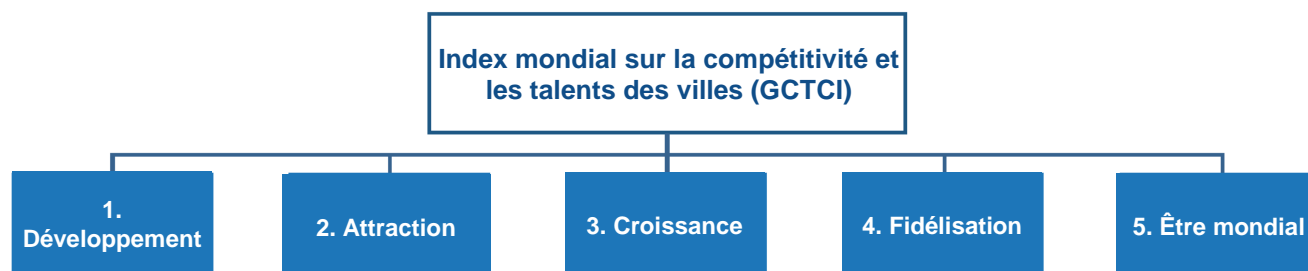 Index mondial sur la compétitivité et
les talents des villes (GCTCI)
1.
Développement
2. Attraction
3. Croissance
4. Fidélisation
5. Être mondial